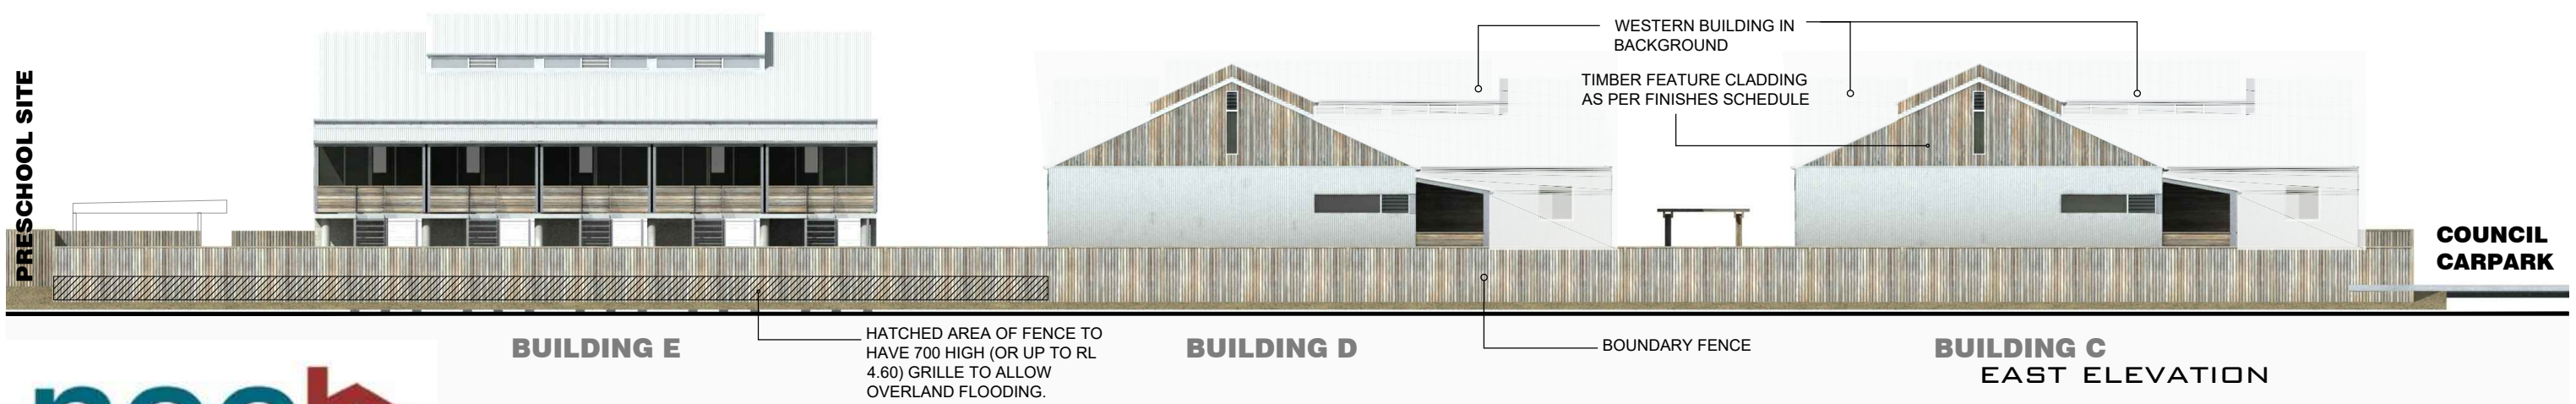 PRESCHOOL SITE
WESTERN BUILDING IN
BACKGROUND
TIMBER FEATURE CLADDING
AS PER FINISHES SCHEDULE
COUNCIL
CARPARK
BUILDING E
HATCHED AREA OF FENCE TO
HAVE 700 HIGH (OR UP TO RL
4.60) GRILLE TO ALLOW
OVERLAND FLOODING.
BUILDING D
BOUNDARY FENCE
BUILDING C
EAST ELEVATION